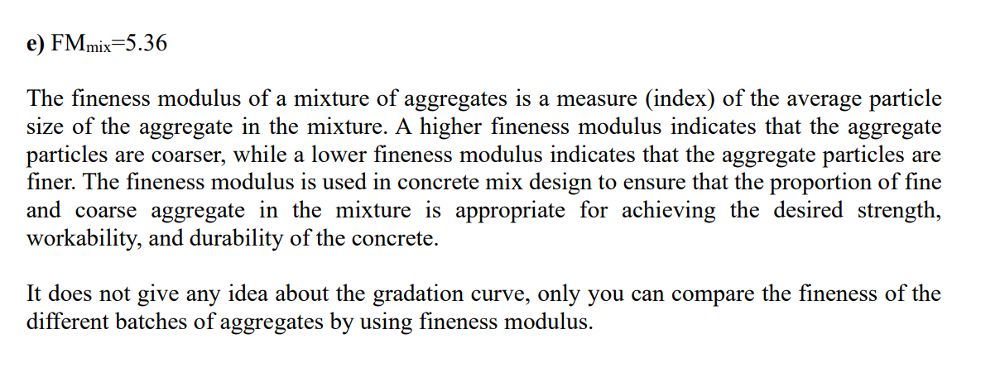 e) FMmix=5.36
The fineness modulus of a mixture of aggregates is a measure (index) of the average particle
size of the aggregate in the mixture. A higher fineness modulus indicates that the aggregate
particles are coarser, while a lower fineness modulus indicates that the aggregate particles are
finer. The fineness modulus is used in concrete mix design to ensure that the proportion of fine
and coarse aggregate in the mixture is appropriate for achieving the desired strength,
workability, and durability of the concrete.
It does not give any idea about the gradation curve, only you can compare the fineness of the
different batches of aggregates by using fineness modulus.